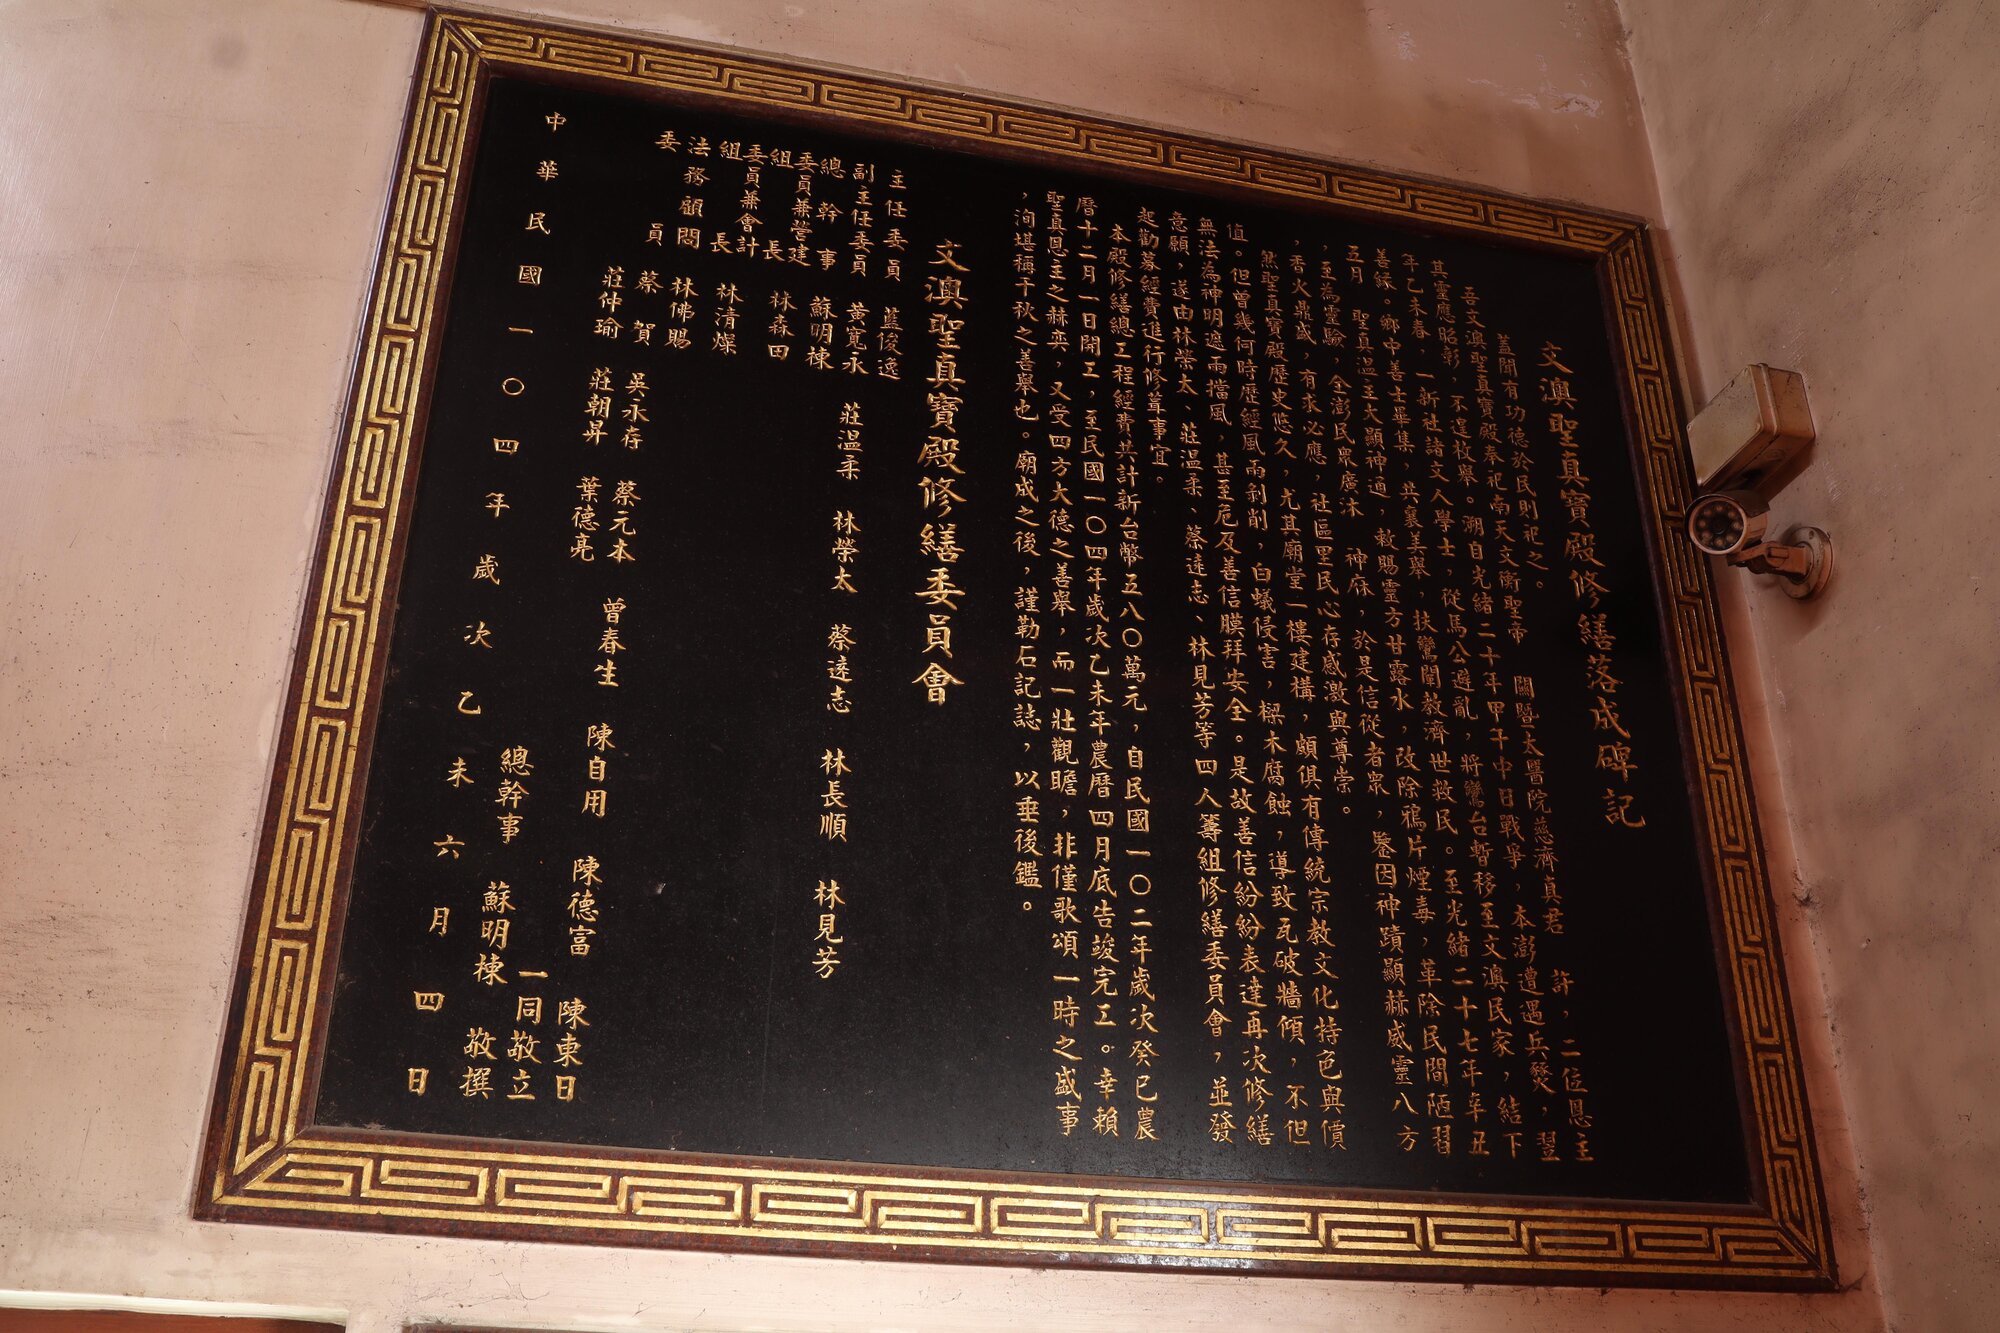 文澳聖真寶殿修繕落成碑記
蓋聞有功德於民則祀之。
吾文澳聖真寶殿奉祀南天文衡聖帝 關暨太醫院慈濟真君 許，二位恩主
其靈應昭彰，不遑枚舉。溯自光緒二十年甲午中日戰爭，本澎遭遇兵燹，翌
年乙未春，一新社諸文人學士，從馬公避亂，將鸞台暫移至文澳民家，結下
善緣。鄉中善士畢集，共襄美舉，扶鸞闡教濟世救民。至光緒二十七年辛丑
五月 聖真温主大顯神通，敕賜靈方甘露水，改除鴉片煙毒，革除民間陋習
，至為靈驗，全澎民衆廣沐 神庥，於是信從者眾，鑒因神蹟顯赫威靈八方
，香火鼎盛，有求必應，社區里民心存感激與尊崇。
然聖真寶殿歷史悠久，尤其廟堂一樓建構，頗俱有傳統宗教文化特色與價
值。但曾幾何時歷經風雨剝削，白蟻侵害，樑木腐蝕，導致瓦破牆傾，不但
無法為神明遮雨擋風，甚至危及善信膜拜安全。是故善信紛紛表達再次修繕
意願，遂由林榮太、莊温柔、蔡逹志、林見芳等四人籌組修繕委員會，並發
起勸募經費進行修葺事宜。
本殿修繕總工程經費共計新台幣五八〇萬元，自民國一〇二年歲次癸巳農
曆十二月一日開工，至民國一〇四年歲次乙未年農曆四月底告竣完工。幸賴
聖真恩主之赫奕，又受四方大德之善舉，而一壯觀瞻，非僅歌頌一時之盛事
，洵堪稱千秋之善舉也。廟成之後，謹勒石記誌，以垂後鑑。
文澳聖真寶殿修繕委員會
主任委員 藍俊逸
副主任委員 黃寬永 莊温柔 林榮太 蔡逹志 林長順 林見芳
總幹事 蘇明棟
委員兼營建組長 林森田
委員兼會計組長 林清燦
法務顧問 林佛賜
委員 蔡賀 吳永存 蔡元本 曾春生 陳自用 陳德富 陳東日
莊仲瑜 莊朝昇 葉德亮
一同敬立
總幹事 蘇明棟 敬撰
中華民國一〇四年歲次乙未六月四日